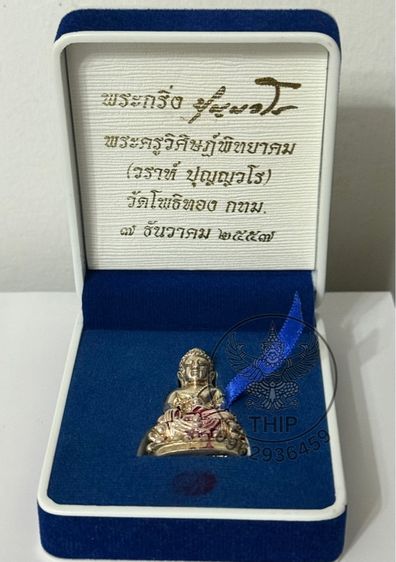 พระกริ่ง ปุญฺญวโร
พระครูวิศิษฏ์พิทยาคม
(วราห์ ปุญฺญวโร)
วัดโพธิทอง กทม.
๗ ธันวาคม ๒๕๕๗
THIP